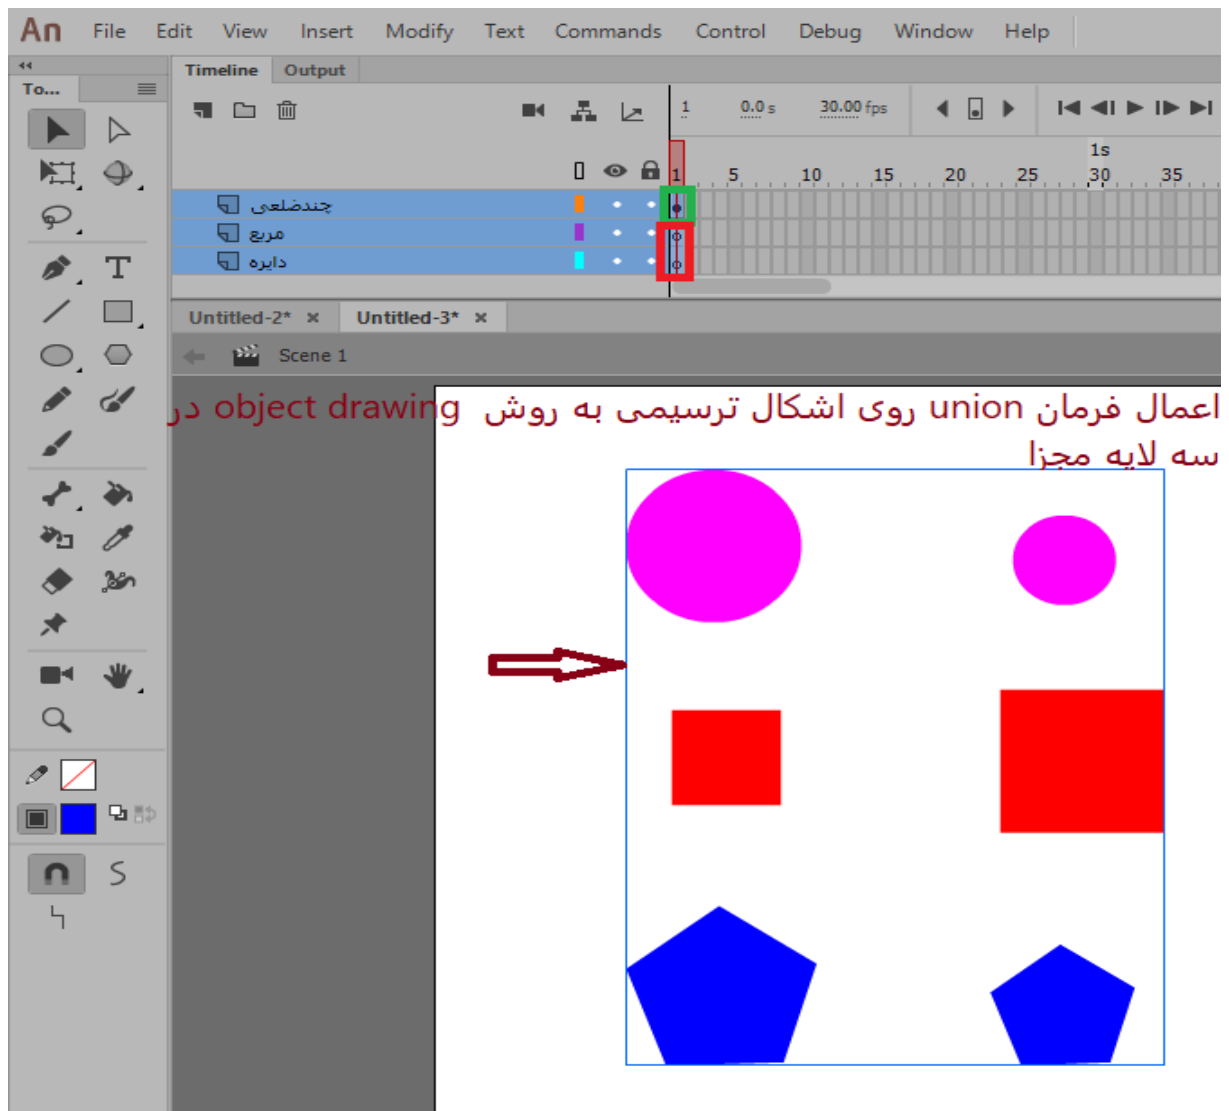 An File Edit View Insert Modify Text Commands Control Debug Window Help
To...
Timeline Output
1 0.0 s 30.00 fps
1s
1 5 10 15 20 25 30 35
چندضلعی
مربع
دایره
Untitled-2* × Untitled-3* ×
Scene 1
اعمال فرمان union روی اشکال ترسیمی به روش object drawing در
سه لایه مجزا